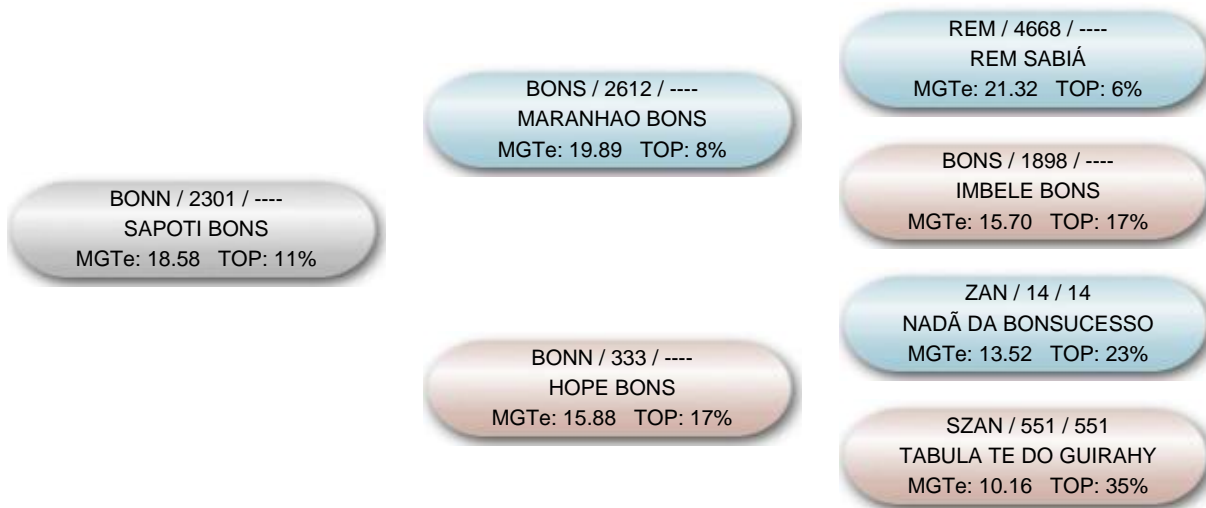 BONN / 2301 / ----
SAPOTI BONS
MGTe: 18.58 TOP: 11%
BONS / 2612 / ----
MARANHAO BONS
MGTe: 19.89 TOP: 8%
BONN / 333 / ----
HOPE BONS
MGTe: 15.88 TOP: 17%
REM / 4668 / ----
REM SABIÁ
MGTe: 21.32 TOP: 6%
BONS / 1898 / ----
IMBELE BONS
MGTe: 15.70 TOP: 17%
ZAN / 14 / 14
NADÃ DA BONSUCESSO
MGTe: 13.52 TOP: 23%
SZAN / 551 / 551
TABULA TE DO GUIRAHY
MGTe: 10.16 TOP: 35%